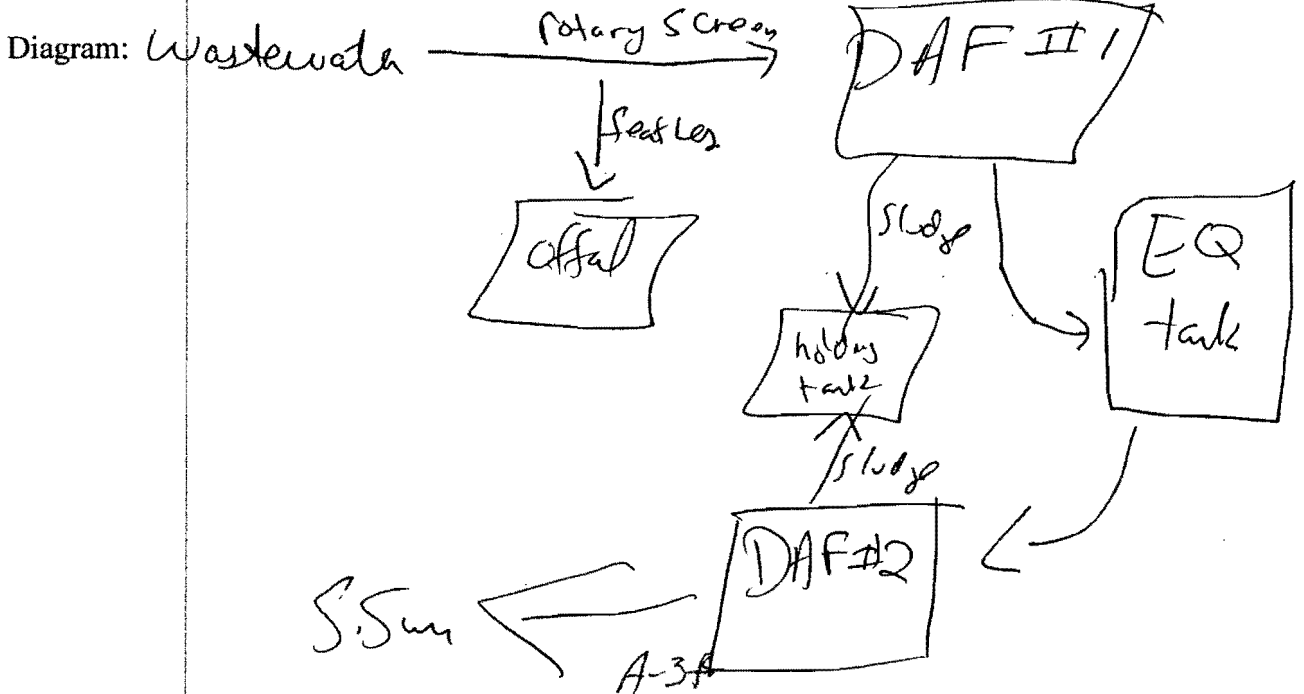 Diagram: Wastewater
rotary screen
DAF #1
feathers
offal
sludge
EQ
tank
holding
tank
sludge
DAF #2
A-3